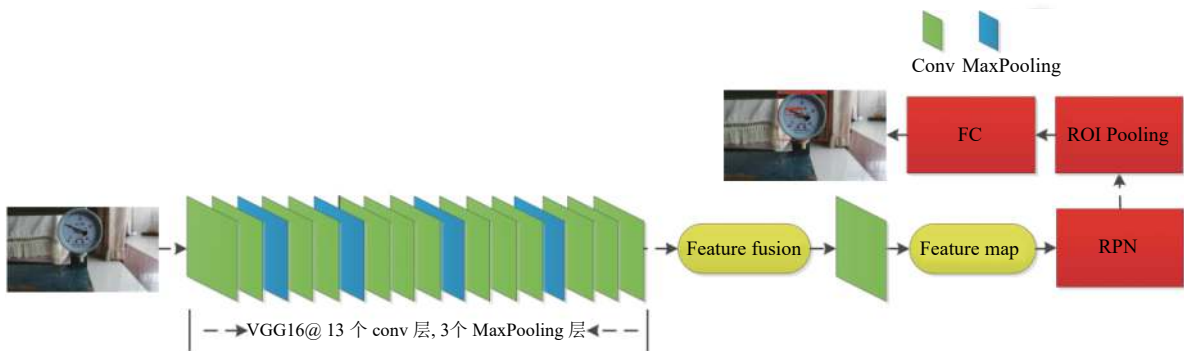 Conv MaxPooling
FC
ROI Pooling
Feature fusion
Feature map
RPN
VGG16@ 13 个 conv 层, 3个 MaxPooling 层